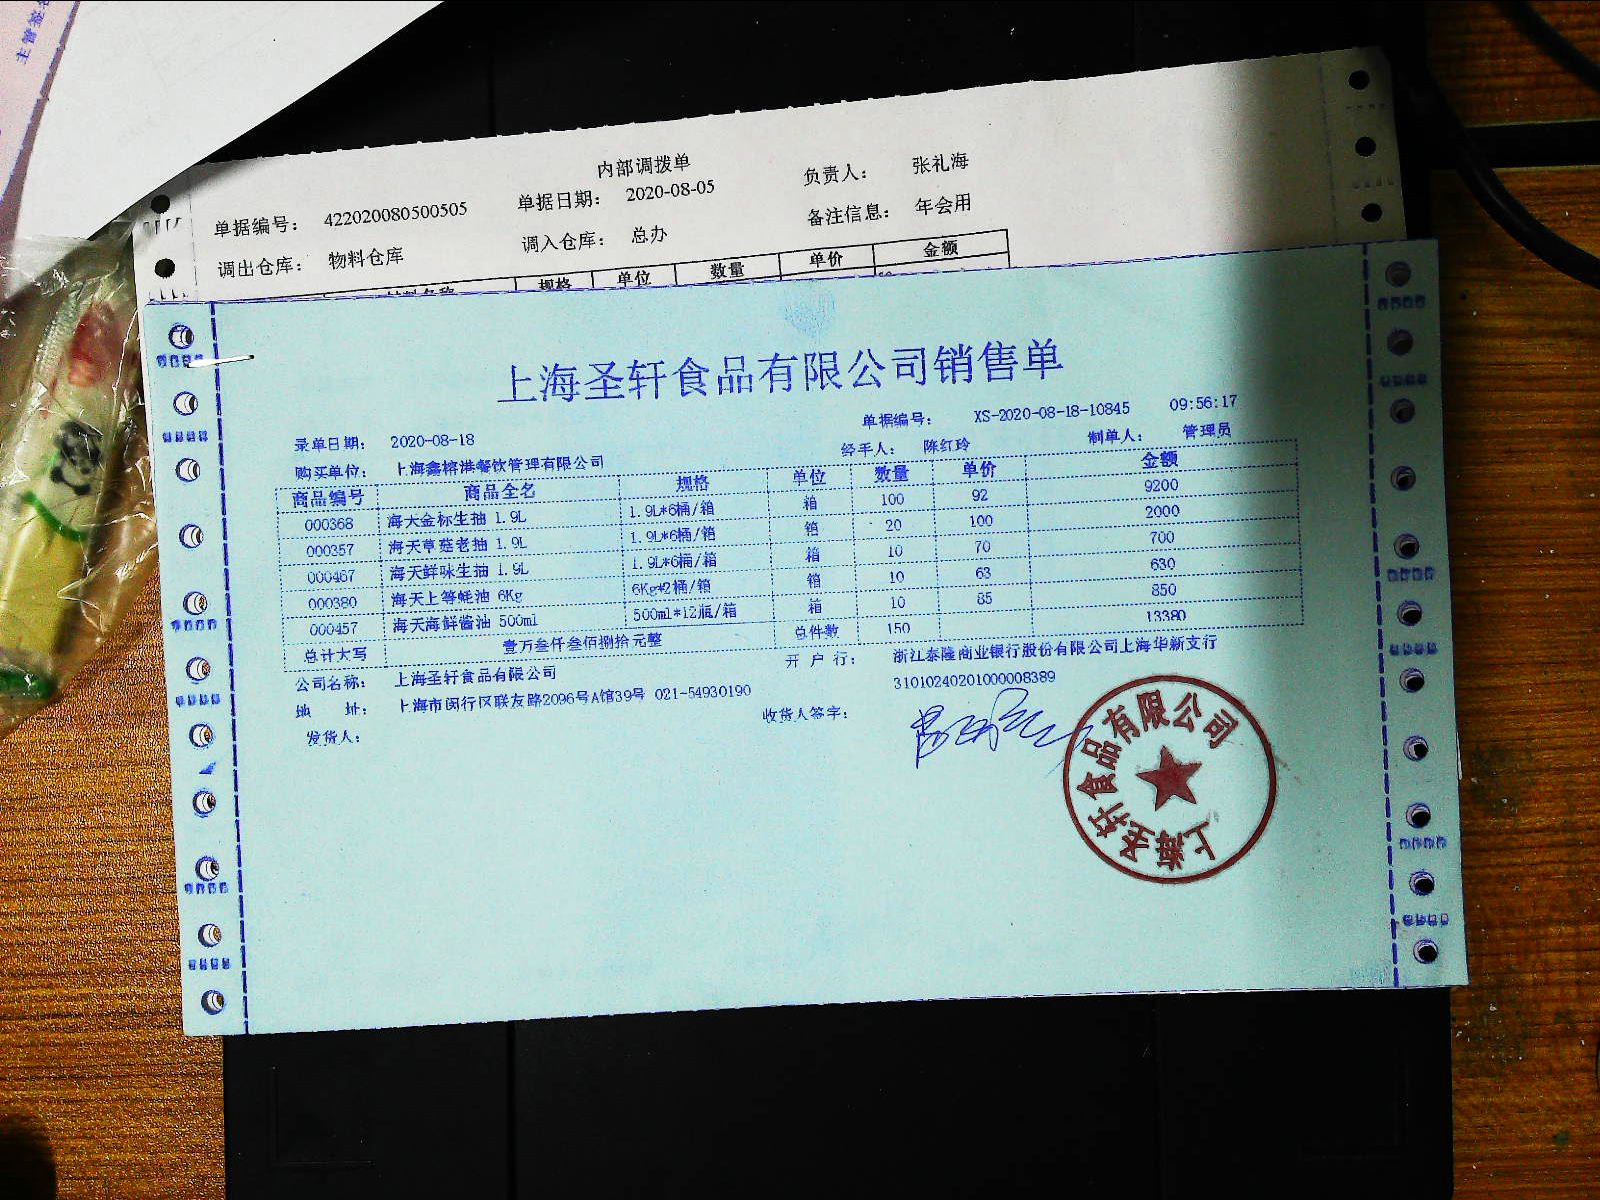 主管签
内部调拨单
单据编号： 422020080500505 单据日期： 2020-08-05 负责人： 张礼海
调出仓库： 物料仓库 调入仓库： 总办 备注信息： 年会用
规格 单位 数量 单价 金额
上海圣轩食品有限公司销售单
录单日期： 2020-08-18 单据编号： XS-2020-08-18-10845 09:56:17
购买单位： 上海鑫榕港餐饮管理有限公司 经手人： 陈红玲 制单人： 管理员
商品编号 商品全名 规格 单位 数量 单价 金额
000368 海天金标生抽 1.9L 1.9L*6桶/箱 箱 100 92 9200
000357 海天草菇老抽 1.9L 1.9L*6桶/箱 箱 20 100 2000
000467 海天鲜味生抽 1.9L 1.9L*6桶/箱 箱 10 70 700
000380 海天上等蚝油 6Kg 6Kg*2桶/箱 箱 10 63 630
000457 海天海鲜酱油 500ml 500ml*12瓶/箱 箱 10 85 850
总计大写 壹万叁仟叁佰捌拾元整 总件数 150 13380
公司名称： 上海圣轩食品有限公司 开 户 行： 浙江泰隆商业银行股份有限公司上海华新支行
地 址： 上海市闵行区联友路2096号A馆39号 021-54930190 31010240201000008389
发货人： 收货人签字：
上海圣轩食品有限公司